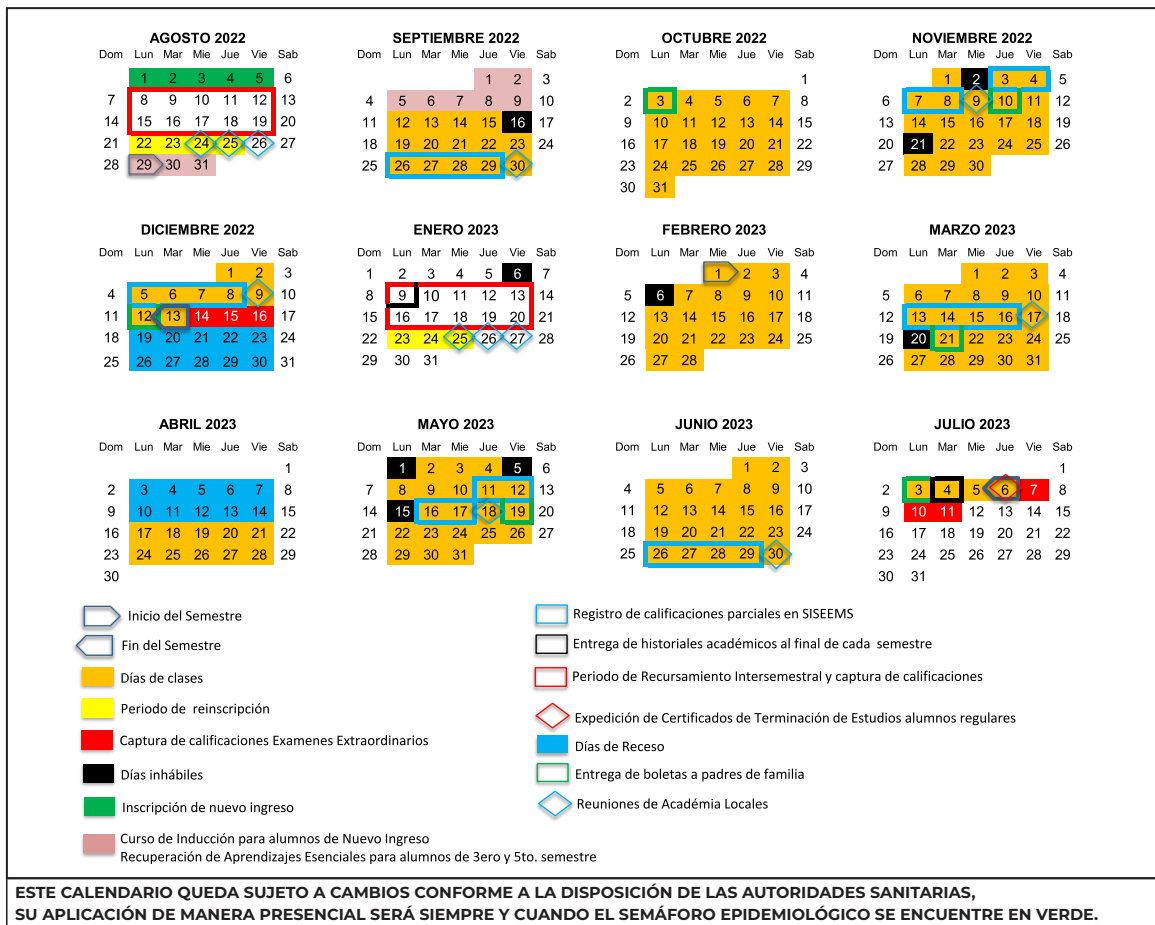 AGOSTO 2022
Dom Lun Mar Mie Jue Vie Sab
1 2 3 4 5 6
7 8 9 10 11 12 13
14 15 16 17 18 19 20
21 22 23 24 25 26 27
28 29 30 31
SEPTIEMBRE 2022
Dom Lun Mar Mie Jue Vie Sab
1 2 3
4 5 6 7 8 9 10
11 12 13 14 15 16 17
18 19 20 21 22 23 24
25 26 27 28 29 30
OCTUBRE 2022
Dom Lun Mar Mie Jue Vie Sab
1
2 3 4 5 6 7 8
9 10 11 12 13 14 15
16 17 18 19 20 21 22
23 24 25 26 27 28 29
30 31
NOVIEMBRE 2022
Dom Lun Mar Mie Jue Vie Sab
1 2 3 4 5
6 7 8 9 10 11 12
13 14 15 16 17 18 19
20 21 22 23 24 25 26
27 28 29 30
DICIEMBRE 2022
Dom Lun Mar Mie Jue Vie Sab
1 2 3
4 5 6 7 8 9 10
11 12 13 14 15 16 17
18 19 20 21 22 23 24
25 26 27 28 29 30 31
ENERO 2023
Dom Lun Mar Mie Jue Vie Sab
1 2 3 4 5 6 7
8 9 10 11 12 13 14
15 16 17 18 19 20 21
22 23 24 25 26 27 28
29 30 31
FEBRERO 2023
Dom Lun Mar Mie Jue Vie Sab
1 2 3 4
5 6 7 8 9 10 11
12 13 14 15 16 17 18
19 20 21 22 23 24 25
26 27 28
MARZO 2023
Dom Lun Mar Mie Jue Vie Sab
1 2 3 4
5 6 7 8 9 10 11
12 13 14 15 16 17 18
19 20 21 22 23 24 25
26 27 28 29 30 31
ABRIL 2023
Dom Lun Mar Mie Jue Vie Sab
1
2 3 4 5 6 7 8
9 10 11 12 13 14 15
16 17 18 19 20 21 22
23 24 25 26 27 28 29
30
MAYO 2023
Dom Lun Mar Mie Jue Vie Sab
1 2 3 4 5 6
7 8 9 10 11 12 13
14 15 16 17 18 19 20
21 22 23 24 25 26 27
28 29 30 31
JUNIO 2023
Dom Lun Mar Mie Jue Vie Sab
1 2 3
4 5 6 7 8 9 10
11 12 13 14 15 16 17
18 19 20 21 22 23 24
25 26 27 28 29 30
JULIO 2023
Dom Lun Mar Mie Jue Vie Sab
1
2 3 4 5 6 7 8
9 10 11 12 13 14 15
16 17 18 19 20 21 22
23 24 25 26 27 28 29
30 31
Inicio del Semestre
Fin del Semestre
Días de clases
Periodo de reinscripción
Captura de calificaciones Examenes Extraordinarios
Días inhábiles
Inscripción de nuevo ingreso
Curso de Inducción para alumnos de Nuevo Ingreso
Recuperación de Aprendizajes Esenciales para alumnos de 3ero y 5to. semestre
Registro de calificaciones parciales en SISEEMS
Entrega de historiales académicos al final de cada semestre
Periodo de Recursamiento Intersemestral y captura de calificaciones
Expedición de Certificados de Terminación de Estudios alumnos regulares
Días de Receso
Entrega de boletas a padres de familia
Reuniones de Académia Locales
ESTE CALENDARIO QUEDA SUJETO A CAMBIOS CONFORME A LA DISPOSICIÓN DE LAS AUTORIDADES SANITARIAS,
SU APLICACIÓN DE MANERA PRESENCIAL SERÁ SIEMPRE Y CUANDO EL SEMÁFORO EPIDEMIOLÓGICO SE ENCUENTRE EN VERDE.